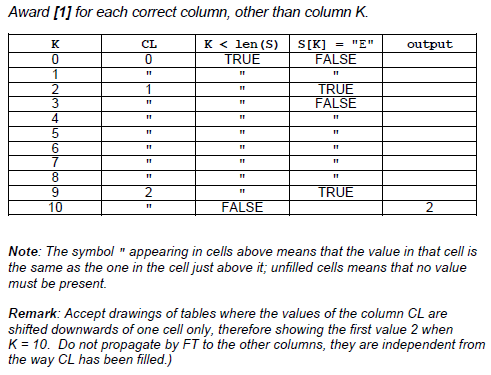 Award [1] for each correct column, other than column K.
K CL K < len(S) S[K] = "E" output
0 0 TRUE FALSE
1 " " "
2 1 " TRUE
3 " " FALSE
4 " " "
5 " " "
6 " " "
7 " " "
8 " " "
9 2 " TRUE
10 " FALSE 2
Note: The symbol " appearing in cells above means that the value in that cell is
the same as the one in the cell just above it; unfilled cells means that no value
must be present.
Remark: Accept drawings of tables where the values of the column CL are
shifted downwards of one cell only, therefore showing the first value 2 when
K = 10. Do not propagate by FT to the other columns, they are independent from
the way CL has been filled.)